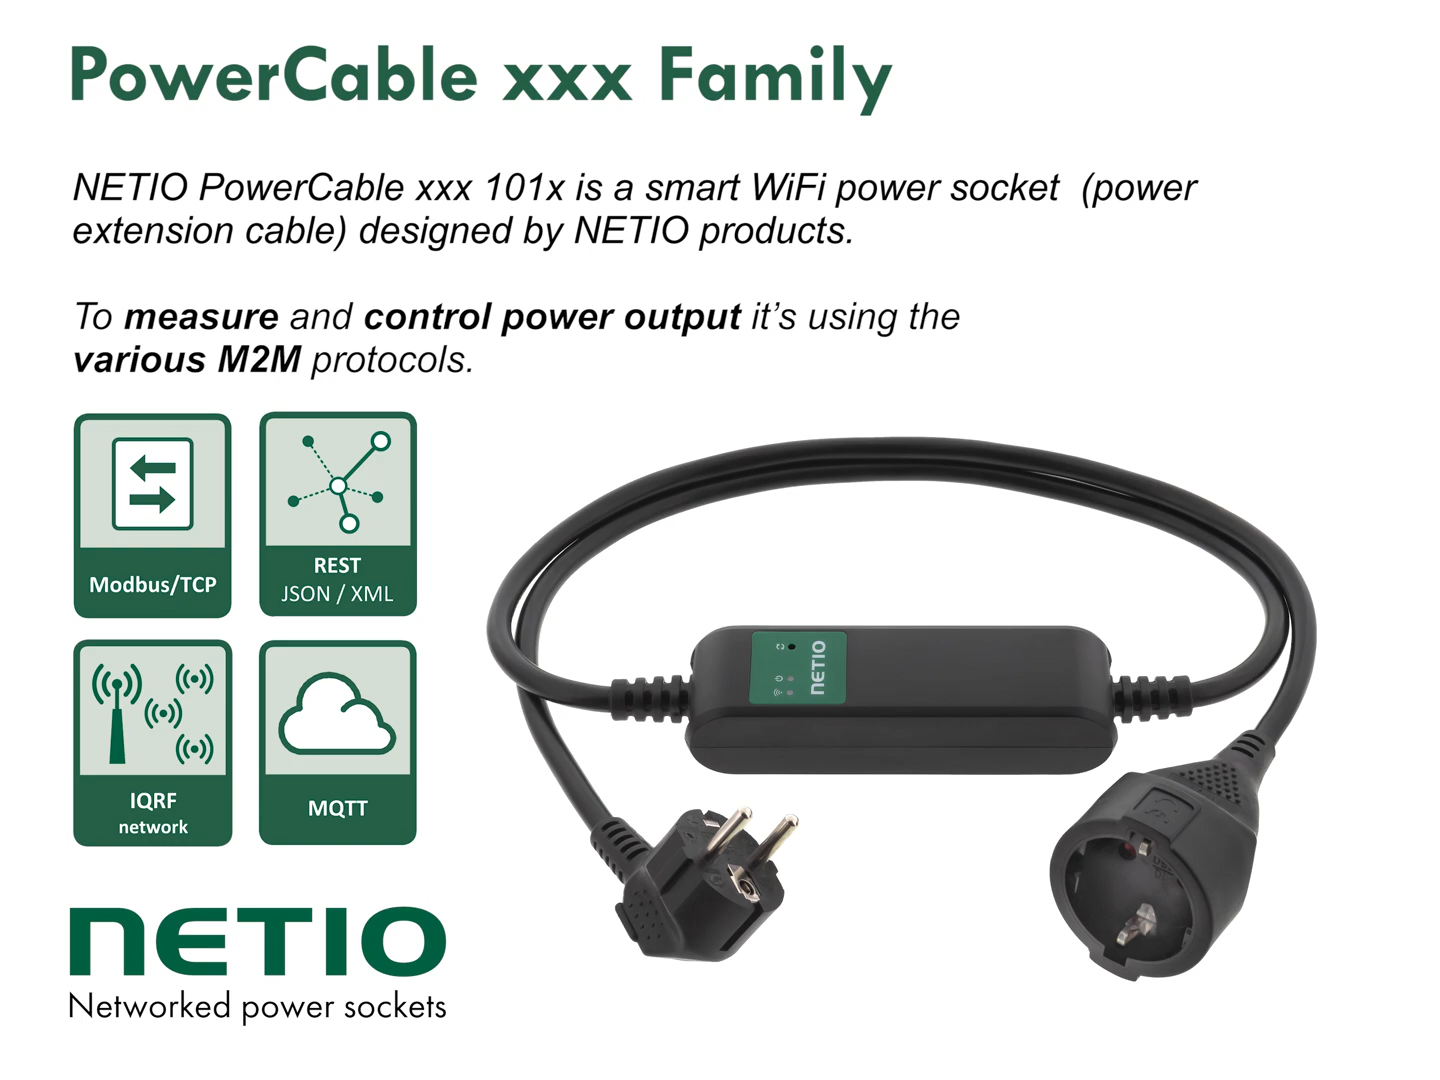 PowerCable xxx Family
NETIO PowerCable xxx 101x is a smart WiFi power socket (power
extension cable) designed by NETIO products.
To measure and control power output it’s using the
various M2M protocols.
Modbus/TCP
REST
JSON / XML
IQRF
network
MQTT
NETIO
NETIO
Networked power sockets